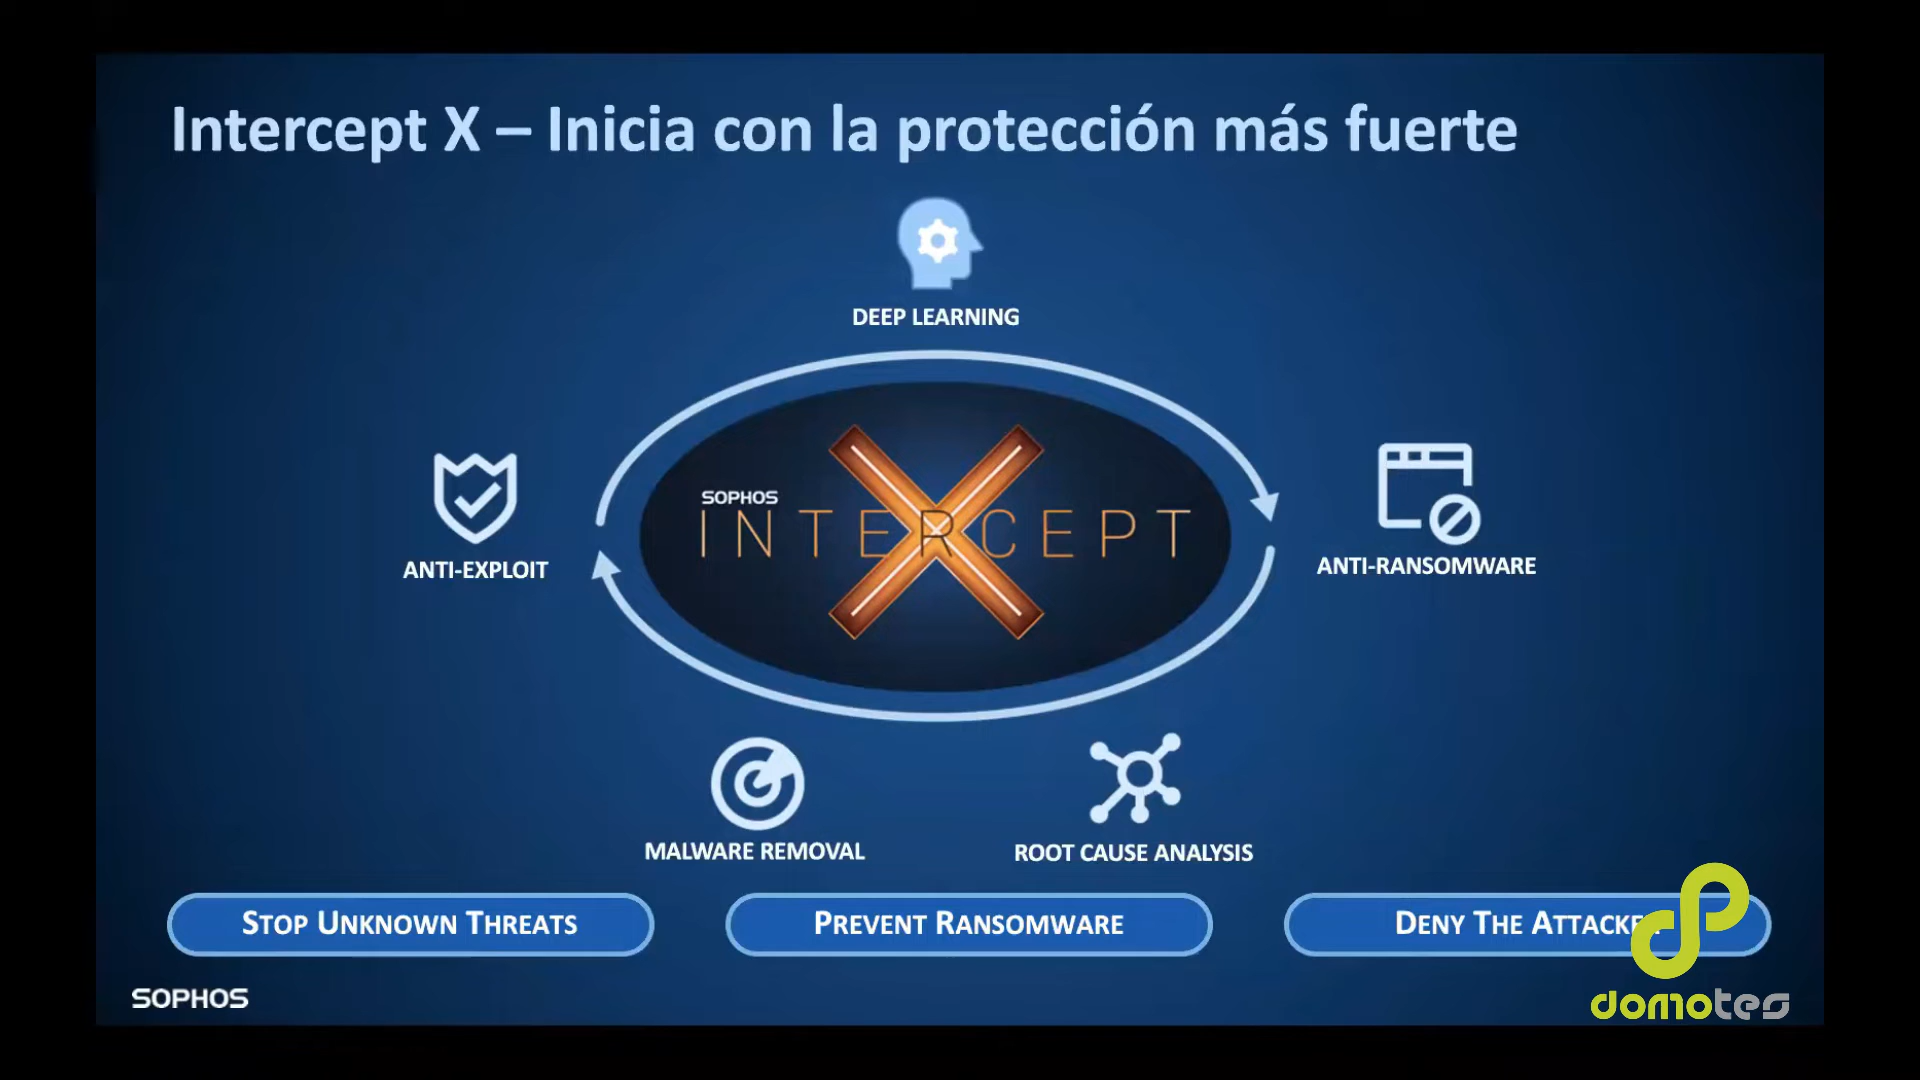 Intercept X – Inicia con la protección más fuerte
DEEP LEARNING
SOPHOS
INTERCEPT
X
ANTI-EXPLOIT
ANTI-RANSOMWARE
MALWARE REMOVAL
ROOT CAUSE ANALYSIS
STOP UNKNOWN THREATS
PREVENT RANSOMWARE
DENY THE
SOPHOS
domotes